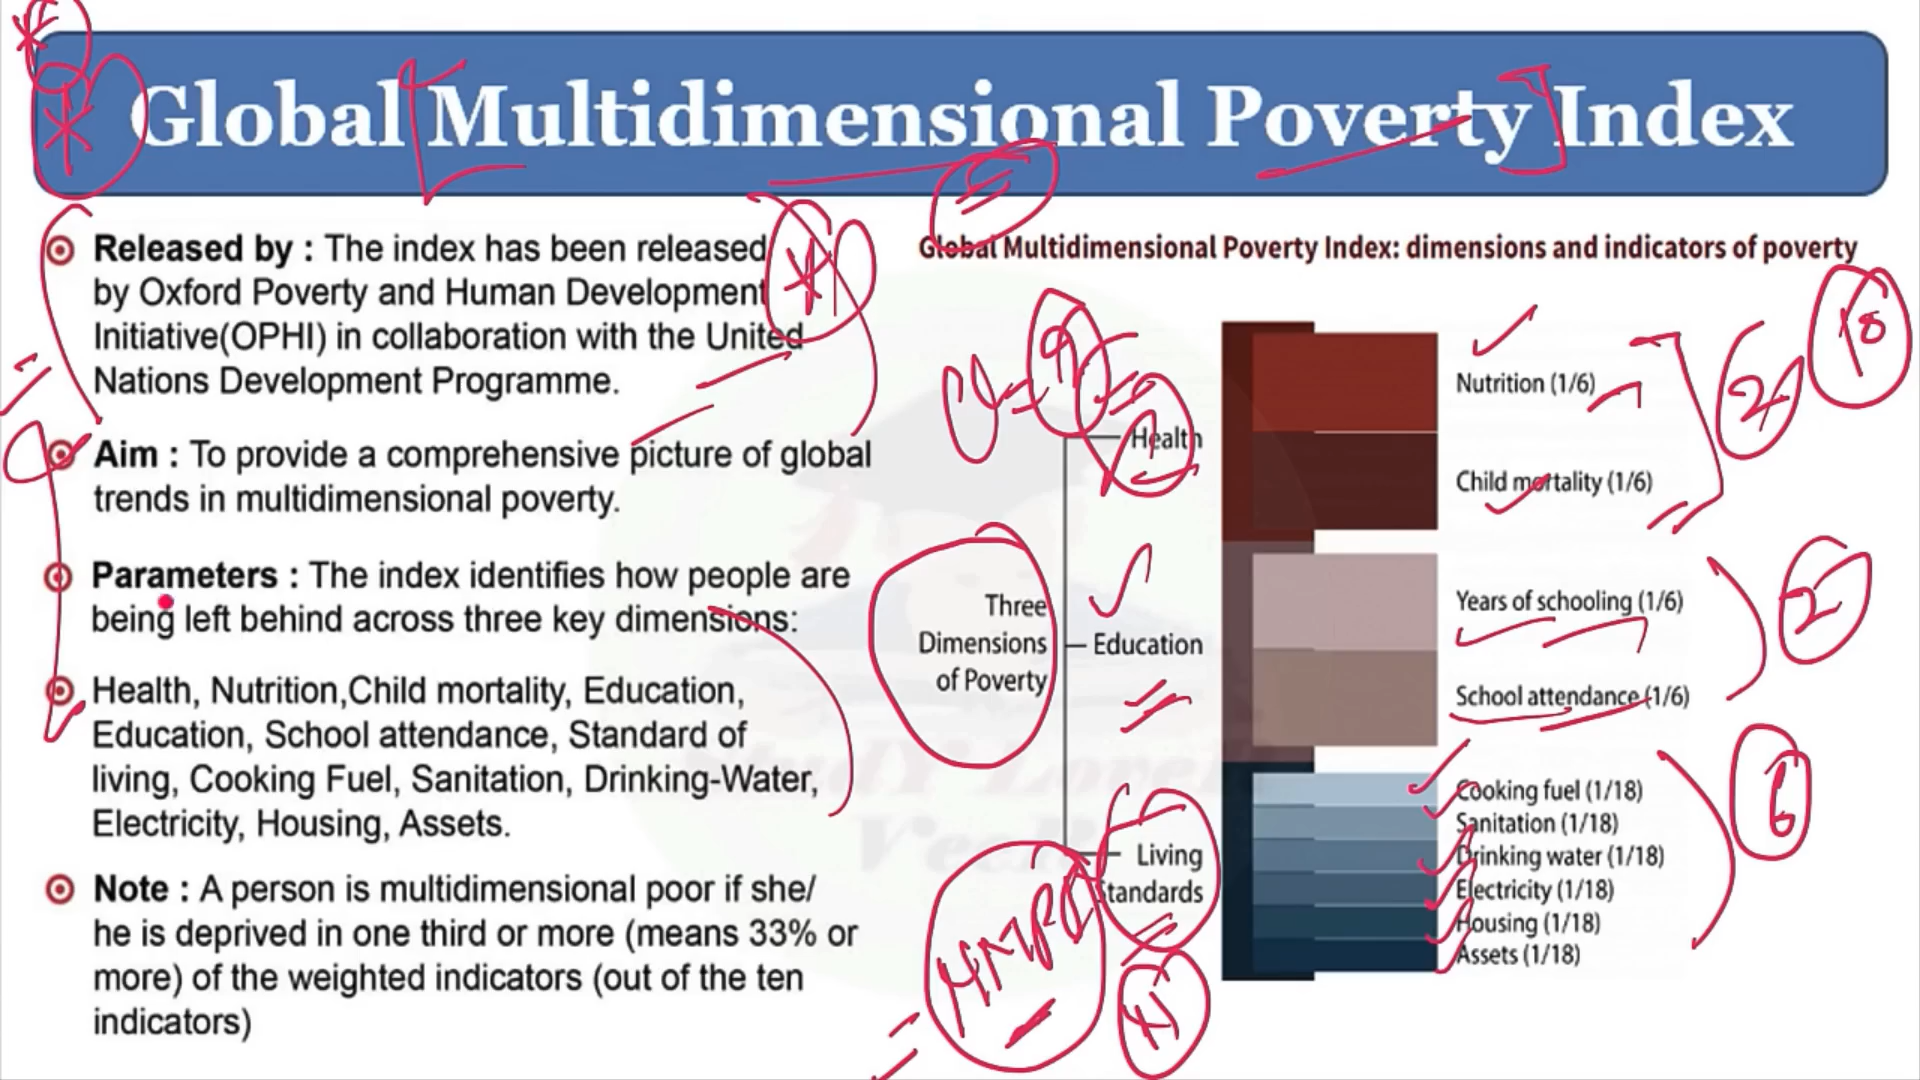 Global Multidimensional Poverty Index
Released by : The index has been released
by Oxford Poverty and Human Development
Initiative(OPHI) in collaboration with the United
Nations Development Programme.
Aim : To provide a comprehensive picture of global
trends in multidimensional poverty.
Parameters : The index identifies how people are
being left behind across three key dimensions:
Health, Nutrition,Child mortality, Education,
Education, School attendance, Standard of
living, Cooking Fuel, Sanitation, Drinking-Water,
Electricity, Housing, Assets.
Note : A person is multidimensional poor if she/
he is deprived in one third or more (means 33% or
more) of the weighted indicators (out of the ten
indicators)
Global Multidimensional Poverty Index: dimensions and indicators of poverty
Three
Dimensions
of Poverty
Health
Nutrition (1/6)
Child mortality (1/6)
2
Education
Years of schooling (1/6)
School attendance (1/6)
2
Living
Standards
Cooking fuel (1/18)
Sanitation (1/18)
Drinking water (1/18)
Electricity (1/18)
Housing (1/18)
Assets (1/18)
6